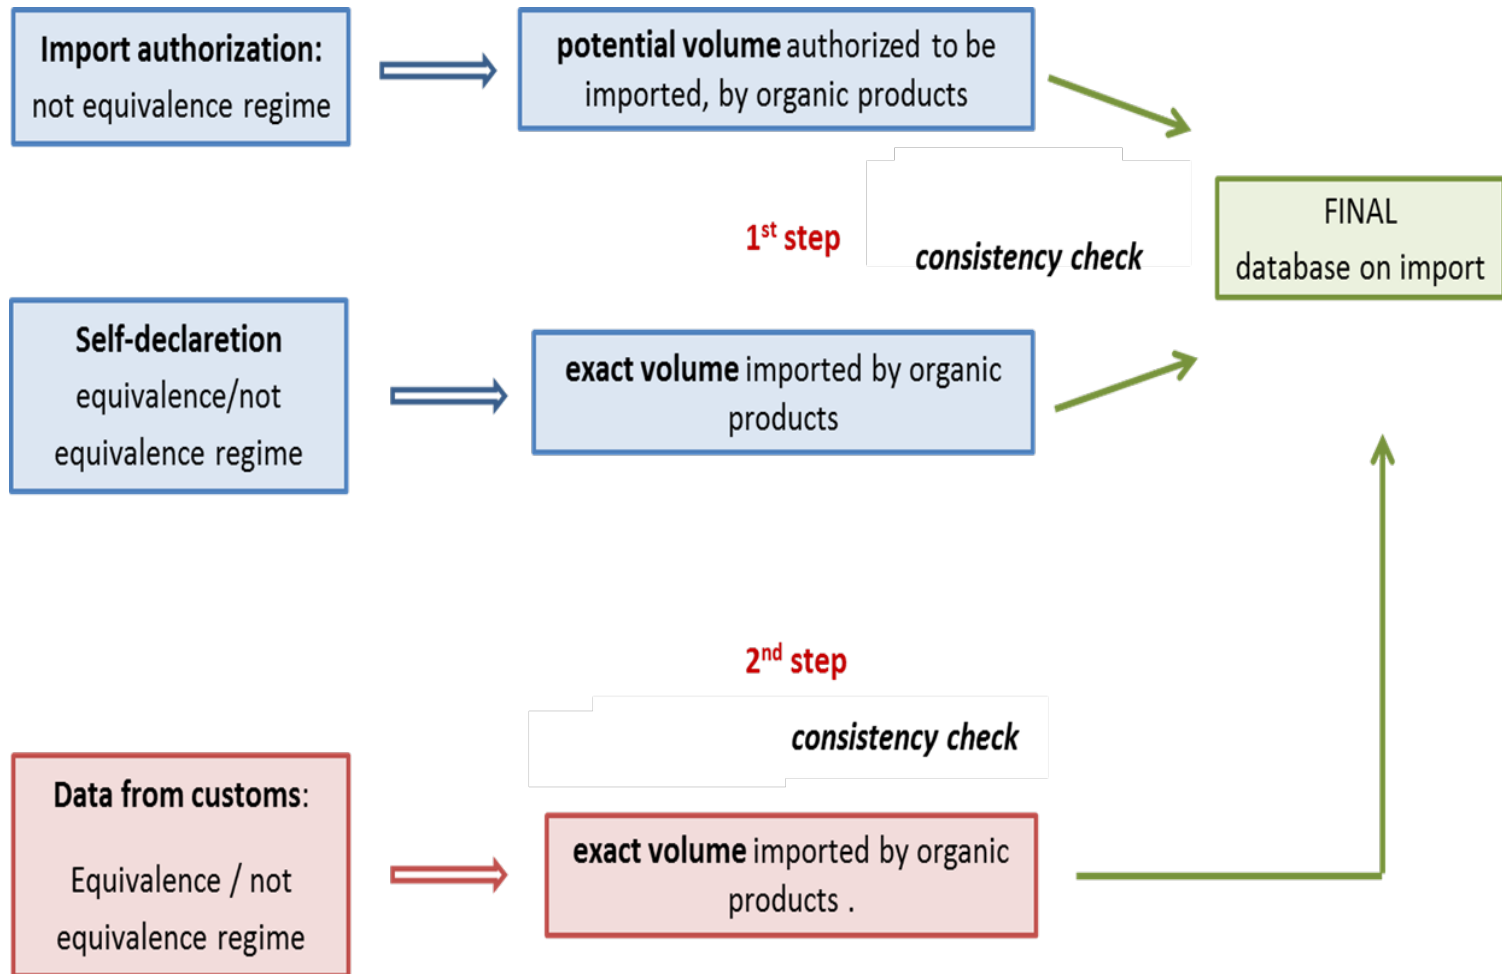 Import authorization:
not equivalence regime
potential volume authorized to be
imported, by organic products
1st step
consistency check
FINAL
database on import
Self-declaretion
equivalence/not
equivalence regime
exact volume imported by organic
products
2nd step
consistency check
Data from customs:
Equivalence / not
equivalence regime
exact volume imported by organic
products .